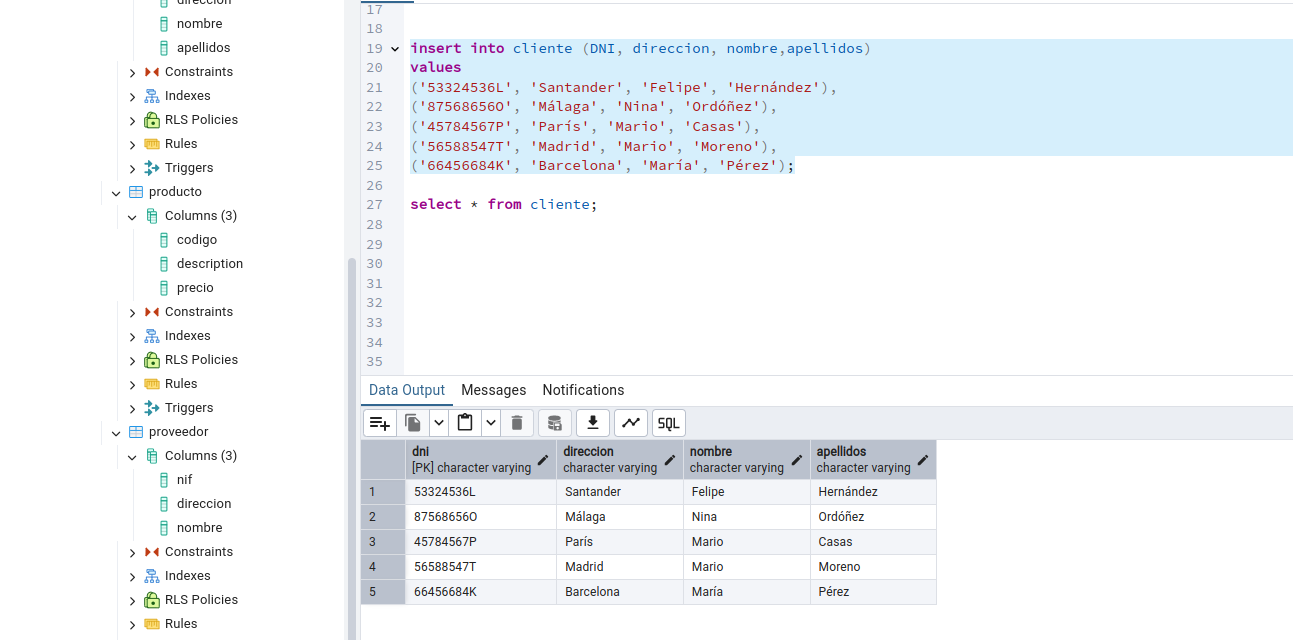 direccion
nombre
apellidos
Constraints
Indexes
RLS Policies
Rules
Triggers
producto
Columns (3)
codigo
description
precio
Constraints
Indexes
RLS Policies
Rules
Triggers
proveedor
Columns (3)
nif
direccion
nombre
Constraints
Indexes
RLS Policies
Rules
17
18
19 insert into cliente (DNI, direccion, nombre,apellidos)
20 values
21 ('53324536L', 'Santander', 'Felipe', 'Hernández'),
22 ('87568656O', 'Málaga', 'Nina', 'Ordóñez'),
23 ('45784567P', 'París', 'Mario', 'Casas'),
24 ('56588547T', 'Madrid', 'Mario', 'Moreno'),
25 ('66456684K', 'Barcelona', 'María', 'Pérez');
26
27 select * from cliente;
28
29
30
31
32
33
34
35
Data Output Messages Notifications
SQL
dni direccion nombre apellidos
[PK] character varying character varying character varying character varying
1 53324536L Santander Felipe Hernández
2 87568656O Málaga Nina Ordóñez
3 45784567P París Mario Casas
4 56588547T Madrid Mario Moreno
5 66456684K Barcelona María Pérez